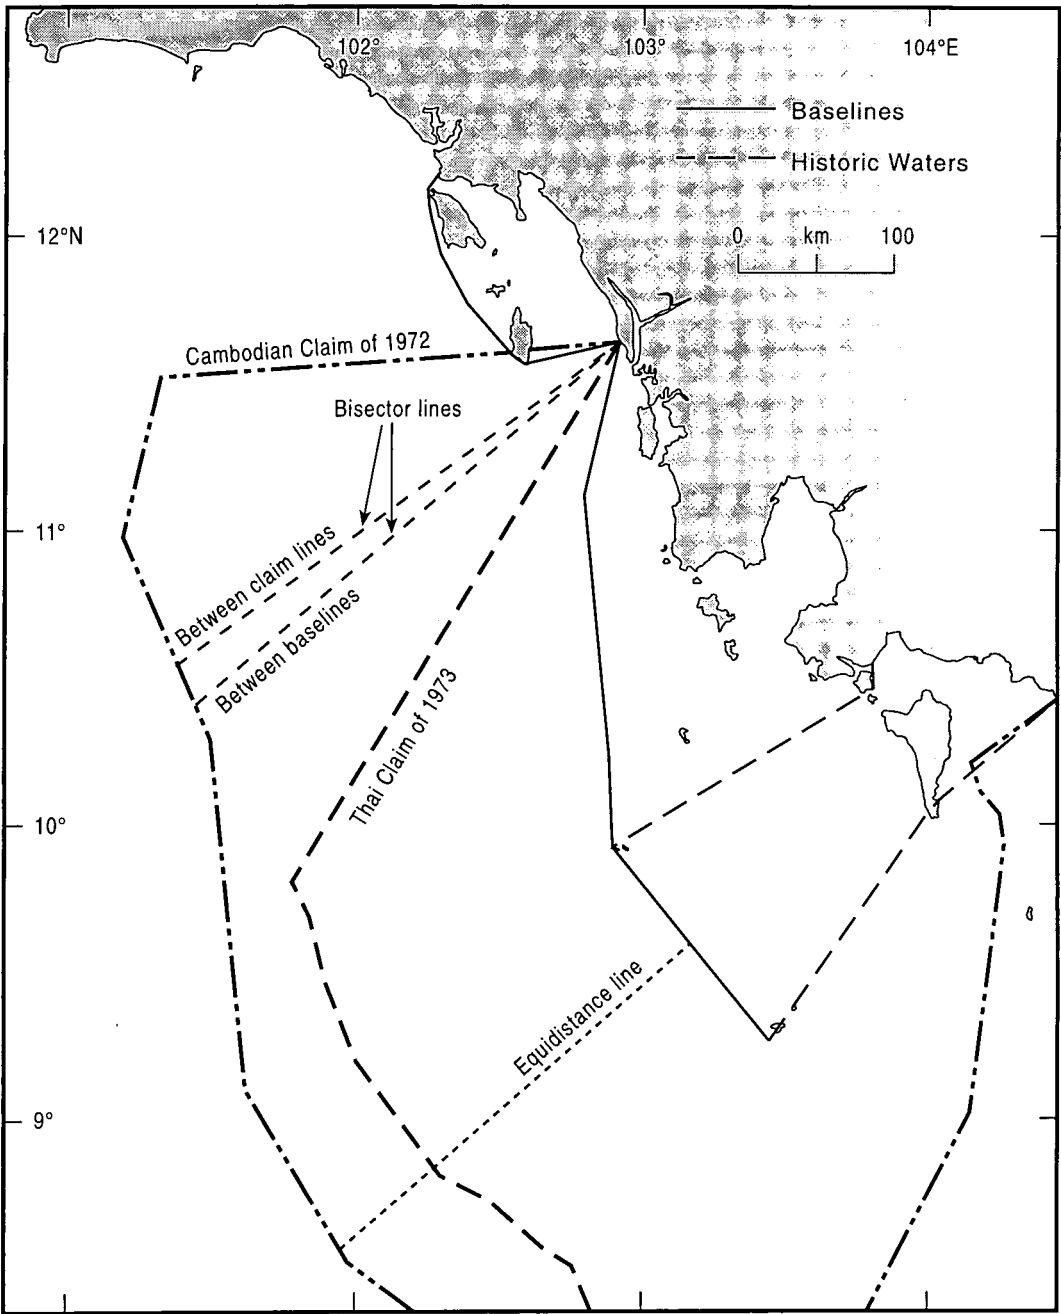 102°
103°
104°E
Baselines
Historic Waters
0 km 100
12°N
Cambodian Claim of 1972
Bisector lines
11°
Between claim lines
Between baselines
Thai Claim of 1973
10°
Equidistance line
9°